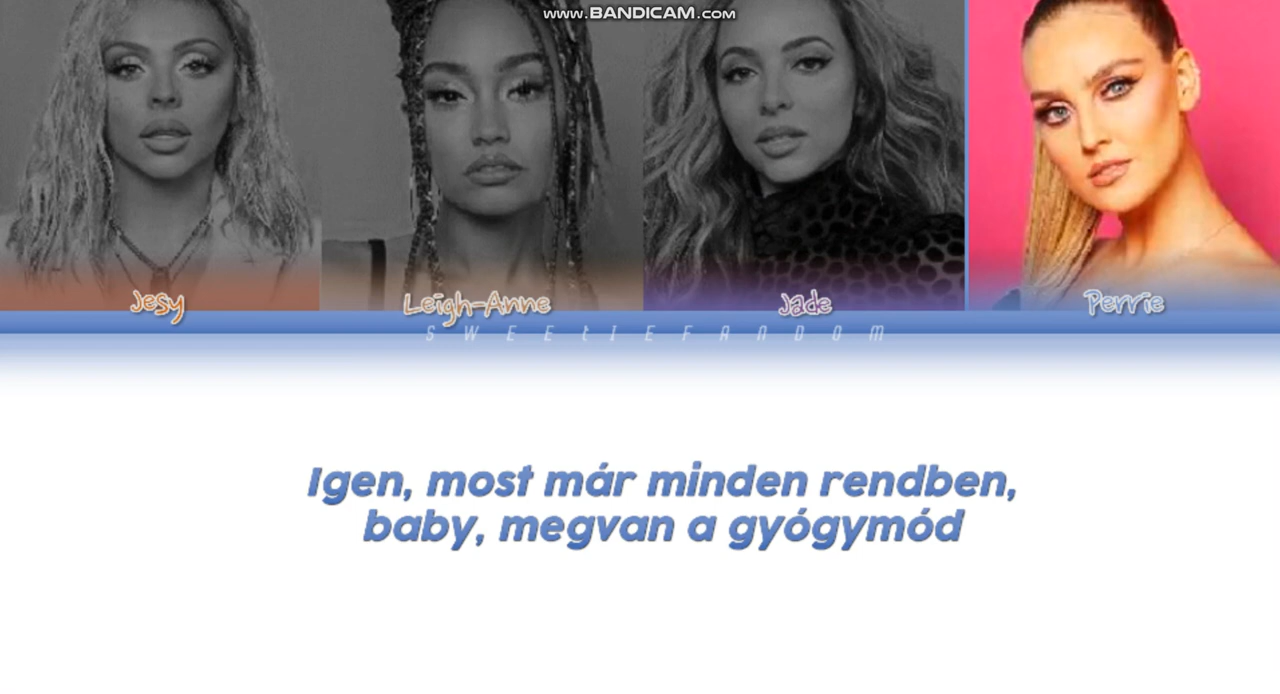 www.BANDICAM.com
Jesy
Leigh-Anne
Jade
Perrie
SWEEtIEFANDOM
Igen, most már minden rendben,
baby, megvan a gyógymód